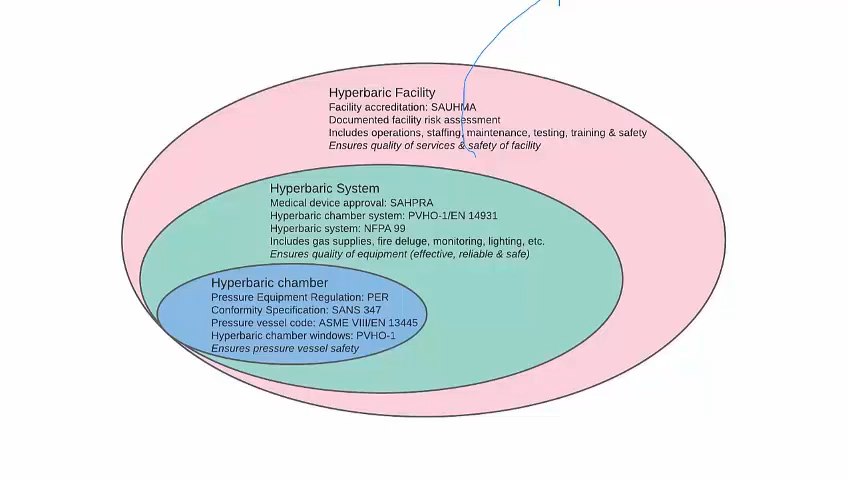 Hyperbaric Facility
Facility accreditation: SAUHMA
Documented facility risk assessment
Includes operations, staffing, maintenance, testing, training & safety
Ensures quality of services & safety of facility
Hyperbaric System
Medical device approval: SAHPRA
Hyperbaric chamber system: PVHO-1/EN 14931
Hyperbaric system: NFPA 99
Includes gas supplies, fire deluge, monitoring, lighting, etc.
Ensures quality of equipment (effective, reliable & safe)
Hyperbaric chamber
Pressure Equipment Regulation: PER
Conformity Specification: SANS 347
Pressure vessel code: ASME VIII/EN 13445
Hyperbaric chamber windows: PVHO-1
Ensures pressure vessel safety